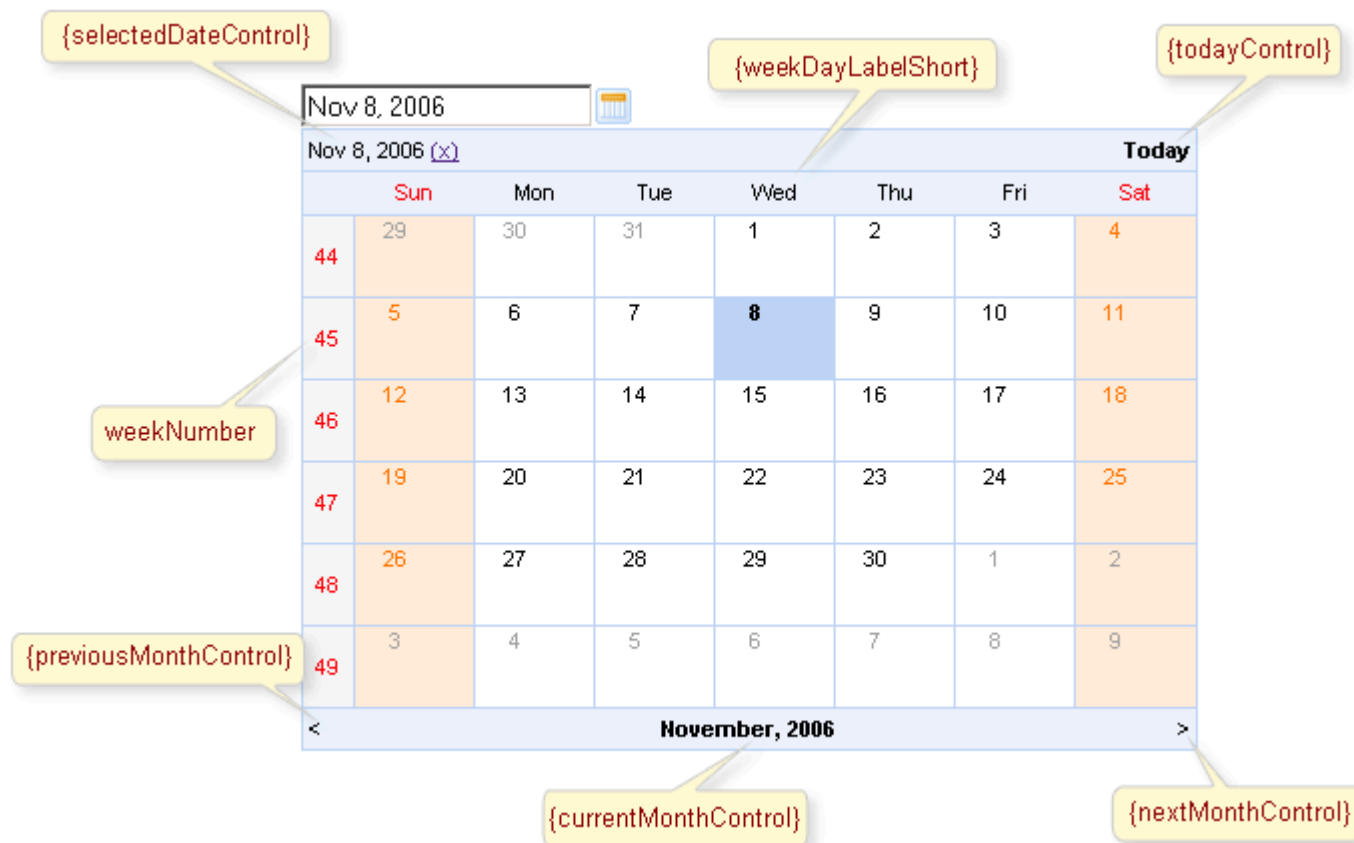 {selectedDateControl}
{weekDayLabelShort}
{todayControl}
Nov 8, 2006
Nov 8, 2006 (x) Today
Sun Mon Tue Wed Thu Fri Sat
44 29 30 31 1 2 3 4
45 5 6 7 8 9 10 11
weekNumber
46 12 13 14 15 16 17 18
47 19 20 21 22 23 24 25
48 26 27 28 29 30 1 2
{previousMonthControl}
49 3 4 5 6 7 8 9
< November, 2006 >
{currentMonthControl}
{nextMonthControl}